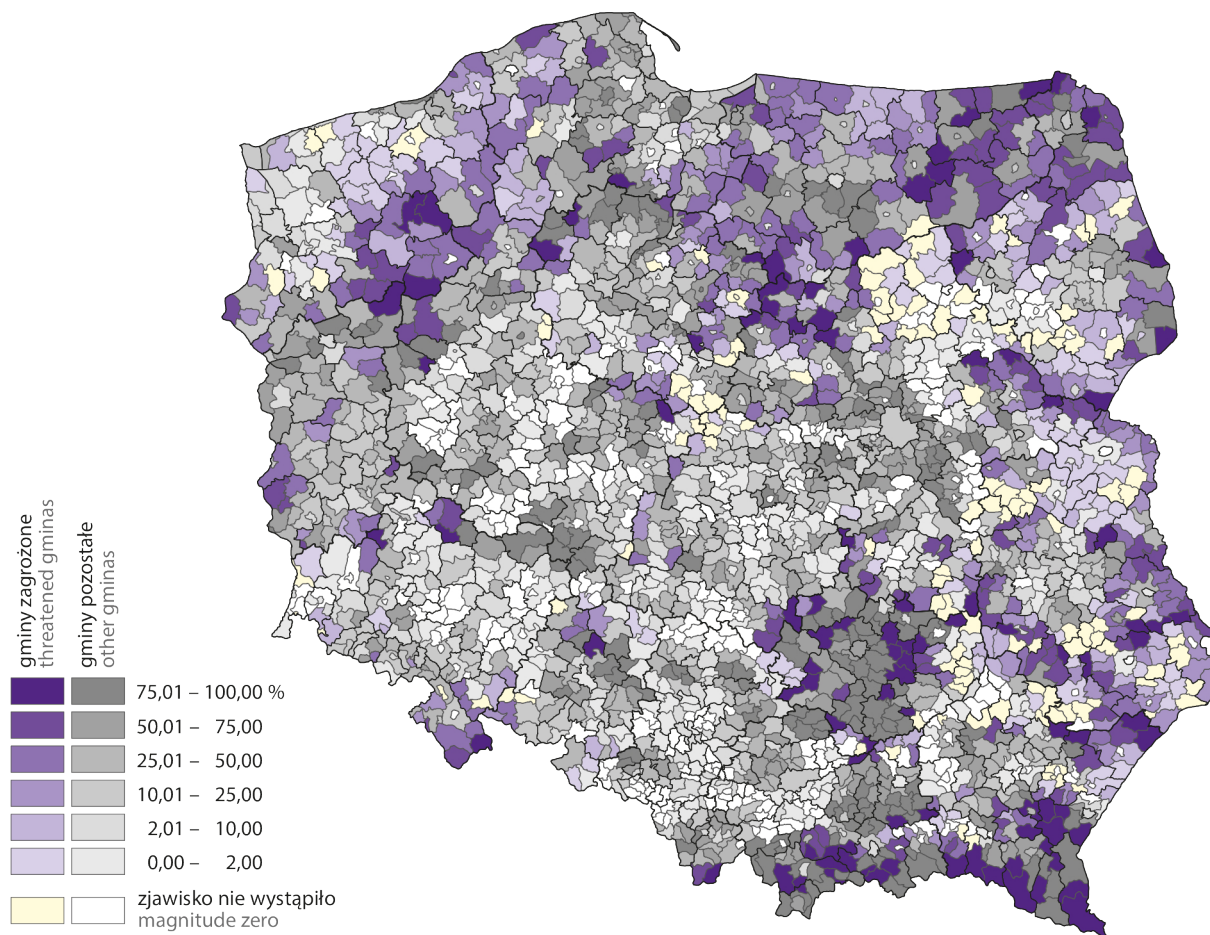 gminy zagrożone
threatened gminas
gminy pozostałe
other gminas
75,01 – 100,00 %
50,01 – 75,00
25,01 – 50,00
10,01 – 25,00
2,01 – 10,00
0,00 – 2,00
zjawisko nie wystąpiło
magnitude zero